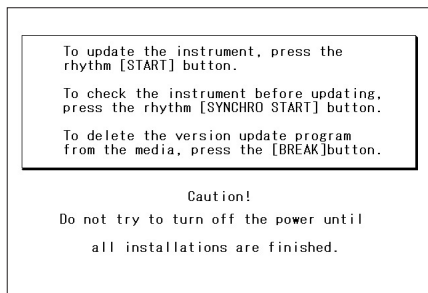 To update the instrument, press the
rhythm [START] button.
To check the instrument before updating,
press the rhythm [SYNCHRO START] button.
To delete the version update program
from the media, press the [BREAK]button.
Caution!
Do not try to turn off the power until
all installations are finished.